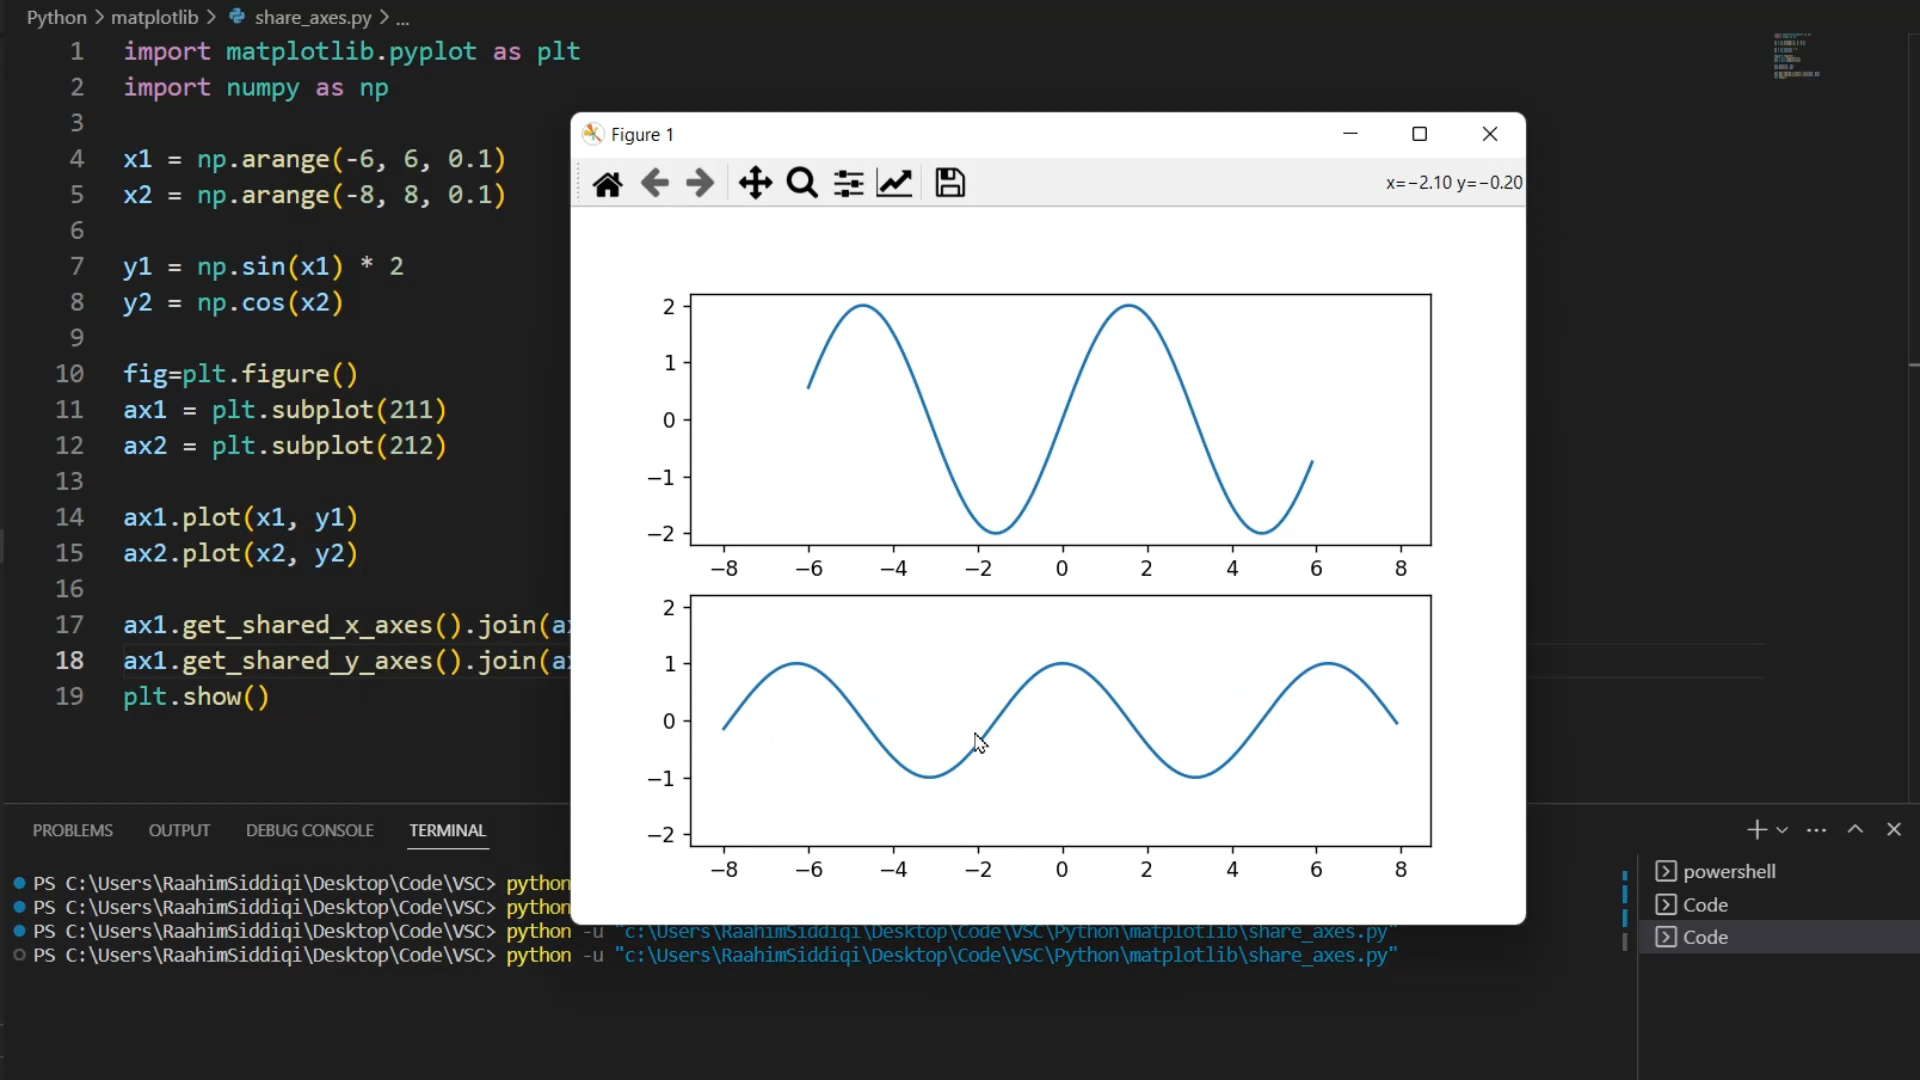 Python > matplotlib > share_axes.py > ...
1 import matplotlib.pyplot as plt
2 import numpy as np
3
4 x1 = np.arange(-6, 6, 0.1)
5 x2 = np.arange(-8, 8, 0.1)
6
7 y1 = np.sin(x1) * 2
8 y2 = np.cos(x2)
9
10 fig=plt.figure()
11 ax1 = plt.subplot(211)
12 ax2 = plt.subplot(212)
13
14 ax1.plot(x1, y1)
15 ax2.plot(x2, y2)
16
17 ax1.get_shared_x_axes().join(a
18 ax1.get_shared_y_axes().join(a
19 plt.show()
Figure 1
x=−2.10 y=−0.20
2
1
0
−1
−2
−8 −6 −4 −2 0 2 4 6 8
2
1
0
−1
−2
−8 −6 −4 −2 0 2 4 6 8
PROBLEMS OUTPUT DEBUG CONSOLE TERMINAL
PS C:\Users\RaahimSiddiqi\Desktop\Code\VSC> python
PS C:\Users\RaahimSiddiqi\Desktop\Code\VSC> python
PS C:\Users\RaahimSiddiqi\Desktop\Code\VSC> python -u "c:\Users\RaahimSiddiqi\Desktop\Code\VSC\Python\matplotlib\share_axes.py"
PS C:\Users\RaahimSiddiqi\Desktop\Code\VSC> python -u "c:\Users\RaahimSiddiqi\Desktop\Code\VSC\Python\matplotlib\share_axes.py"
powershell
Code
Code